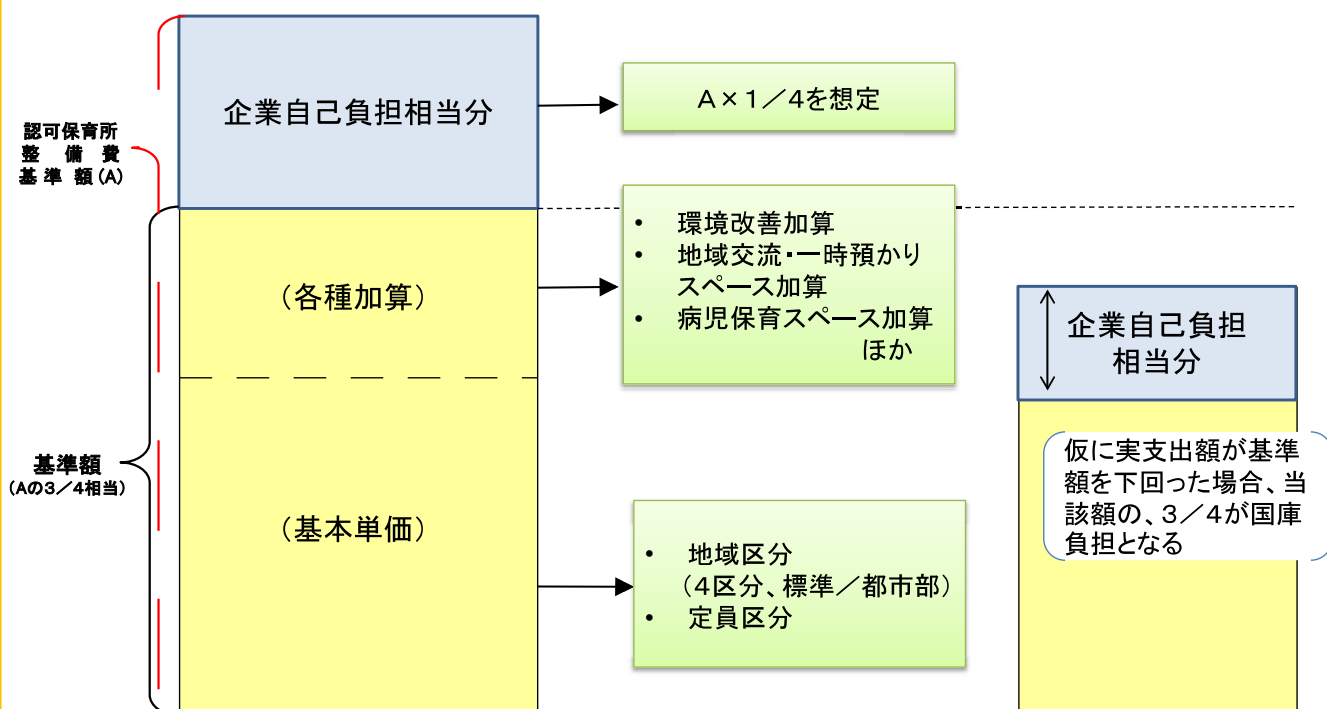 認可保育所
整備費
基準額(A)
企業自己負担相当分
A×1/4を想定
(各種加算)
• 環境改善加算
• 地域交流・一時預かり
スペース加算
• 病児保育スペース加算
ほか
基準額
(Aの3/4相当)
(基本単価)
• 地域区分
(4区分、標準/都市部)
• 定員区分
企業自己負担
相当分
仮に実支出額が基準
額を下回った場合、当
該額の、3/4が国庫
負担となる